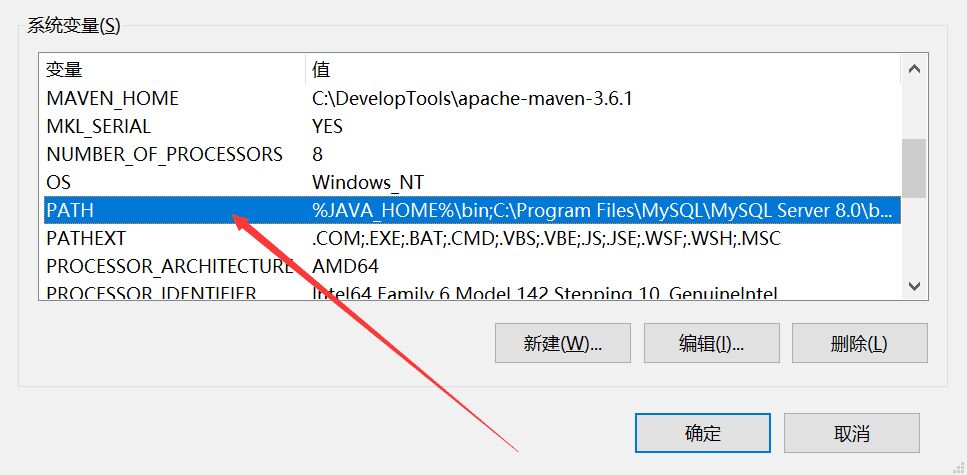 系统变量(S)
变量 值
MAVEN_HOME C:\DevelopTools\apache-maven-3.6.1
MKL_SERIAL YES
NUMBER_OF_PROCESSORS 8
OS Windows_NT
PATH %JAVA_HOME%\bin;C:\Program Files\MySQL\MySQL Server 8.0\b...
PATHEXT .COM;.EXE;.BAT;.CMD;.VBS;.VBE;.JS;.JSE;.WSF;.WSH;.MSC
PROCESSOR_ARCHITECTURE AMD64
PROCESSOR_IDENTIFIER Intel64 Family 6 Model 142 Stepping 10, GenuineIntel
新建(W)... 编辑(I)... 删除(L)
确定 取消